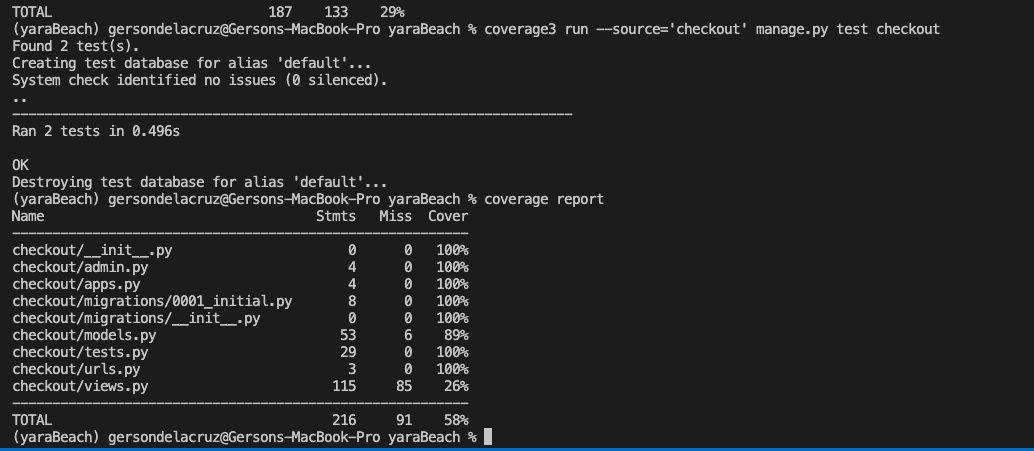 TOTAL 187 133 29%
(yaraBeach) gersondelacruz@Gersons-MacBook-Pro yaraBeach % coverage3 run --source='checkout' manage.py test checkout
Found 2 test(s).
Creating test database for alias 'default'...
System check identified no issues (0 silenced).
..
----------------------------------------------------------------------
Ran 2 tests in 0.496s

OK
Destroying test database for alias 'default'...
(yaraBeach) gersondelacruz@Gersons-MacBook-Pro yaraBeach % coverage report
Name Stmts Miss Cover
---------------------------------------------------------
checkout/__init__.py 0 0 100%
checkout/admin.py 4 0 100%
checkout/apps.py 4 0 100%
checkout/migrations/0001_initial.py 8 0 100%
checkout/migrations/__init__.py 0 0 100%
checkout/models.py 53 6 89%
checkout/tests.py 29 0 100%
checkout/urls.py 3 0 100%
checkout/views.py 115 85 26%
---------------------------------------------------------
TOTAL 216 91 58%
(yaraBeach) gersondelacruz@Gersons-MacBook-Pro yaraBeach %